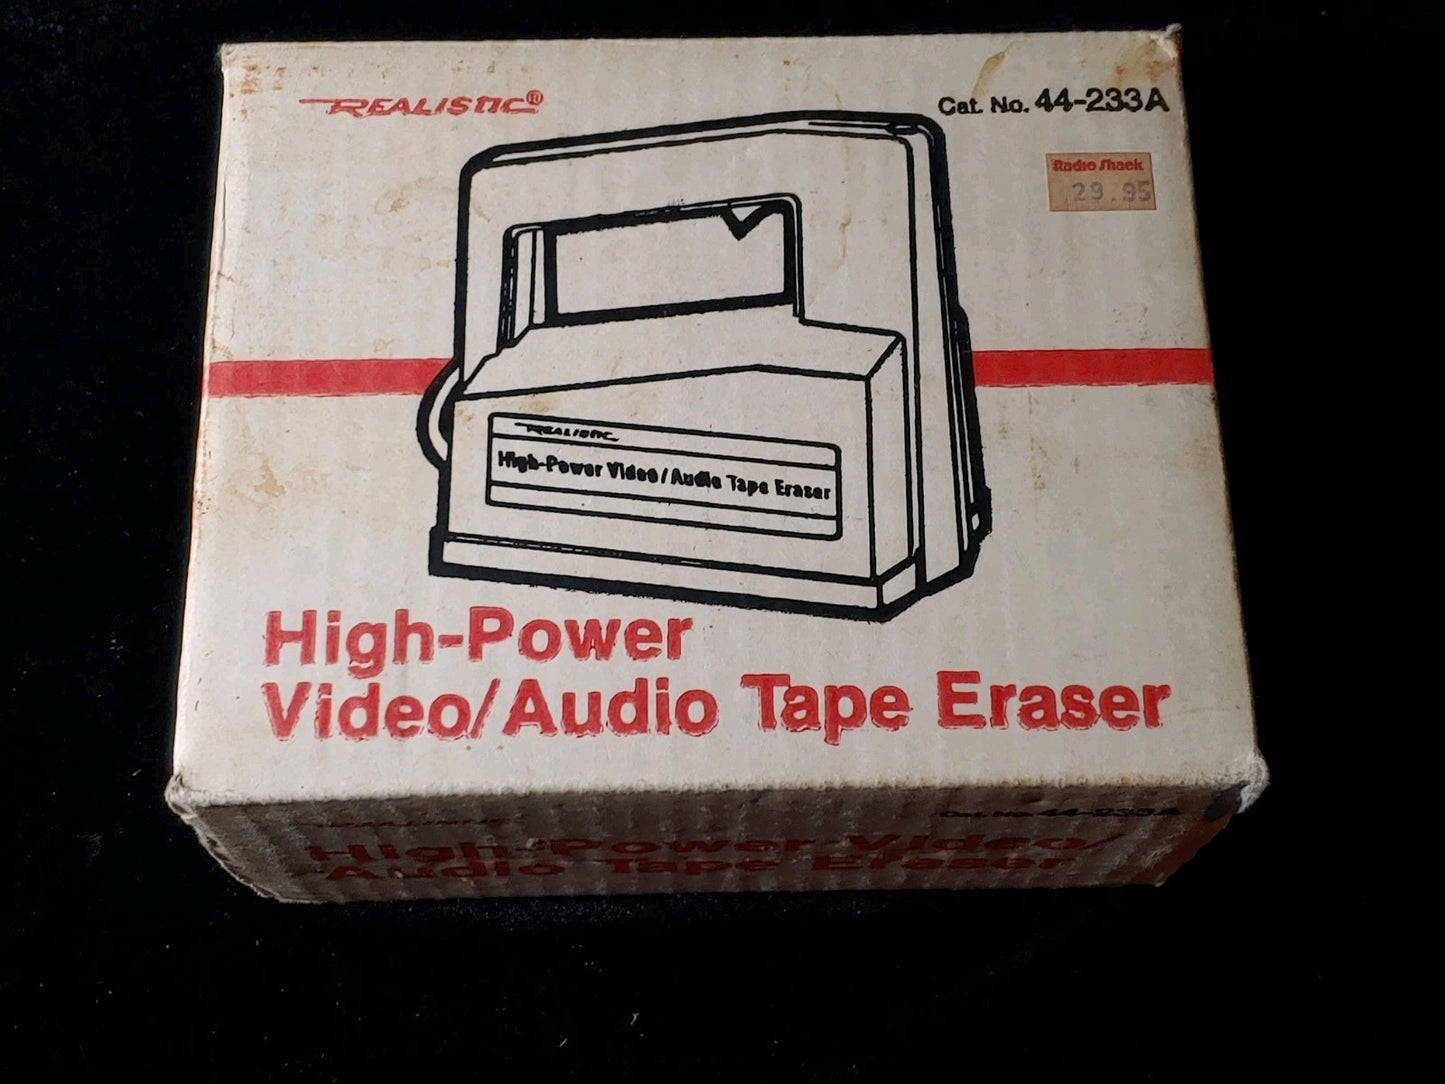 REALISTIC®
Cat. No. 44-233A
Radio Shack
29.95
REALISTIC
High-Power Video/Audio Tape Eraser
High-Power
Video/Audio Tape Eraser
REALISTIC
Cat. No. 44-233A
High-Power Video/
Audio Tape Eraser